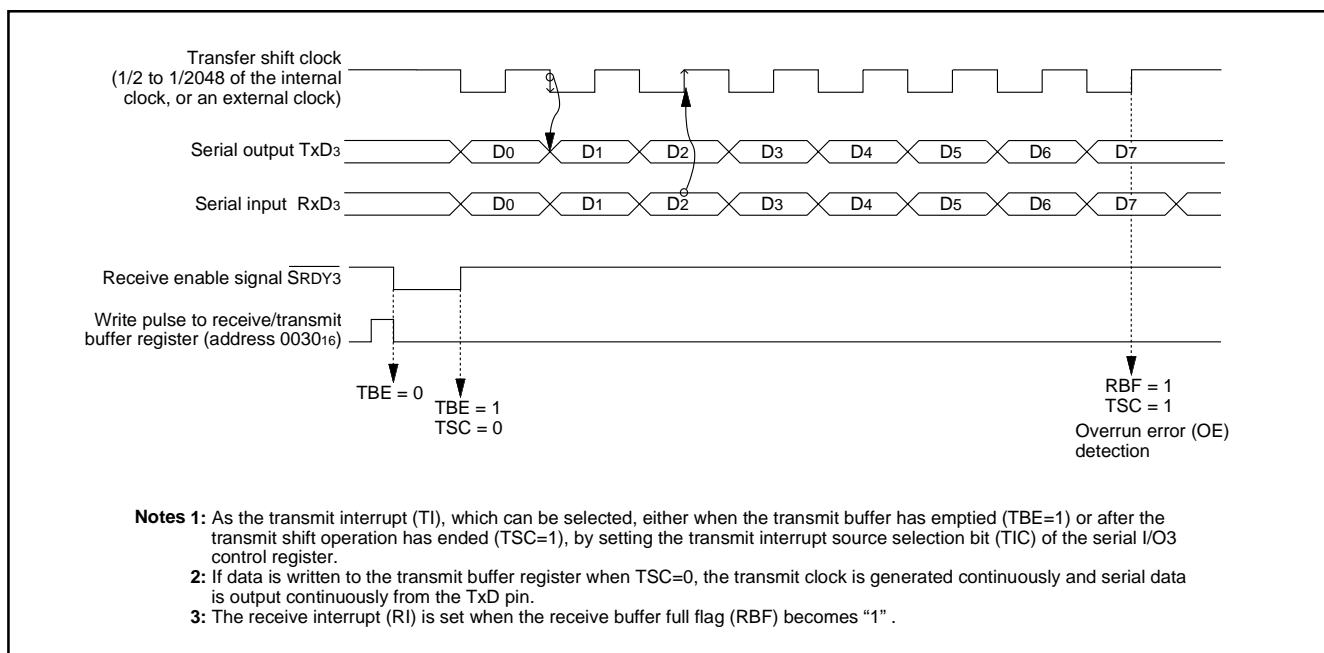 Transfer shift clock
(1/2 to 1/2048 of the internal
clock, or an external clock)
Serial output TxD3
D0 D1 D2 D3 D4 D5 D6 D7
Serial input RxD3
D0 D1 D2 D3 D4 D5 D6 D7
Receive enable signal SRDY3
Write pulse to receive/transmit
buffer register (address 003016)
TBE = 0
TBE = 1
TSC = 0
RBF = 1
TSC = 1
Overrun error (OE)
detection
Notes 1: As the transmit interrupt (TI), which can be selected, either when the transmit buffer has emptied (TBE=1) or after the
transmit shift operation has ended (TSC=1), by setting the transmit interrupt source selection bit (TIC) of the serial I/O3
control register.
2: If data is written to the transmit buffer register when TSC=0, the transmit clock is generated continuously and serial data
is output continuously from the TxD pin.
3: The receive interrupt (RI) is set when the receive buffer full flag (RBF) becomes “1” .